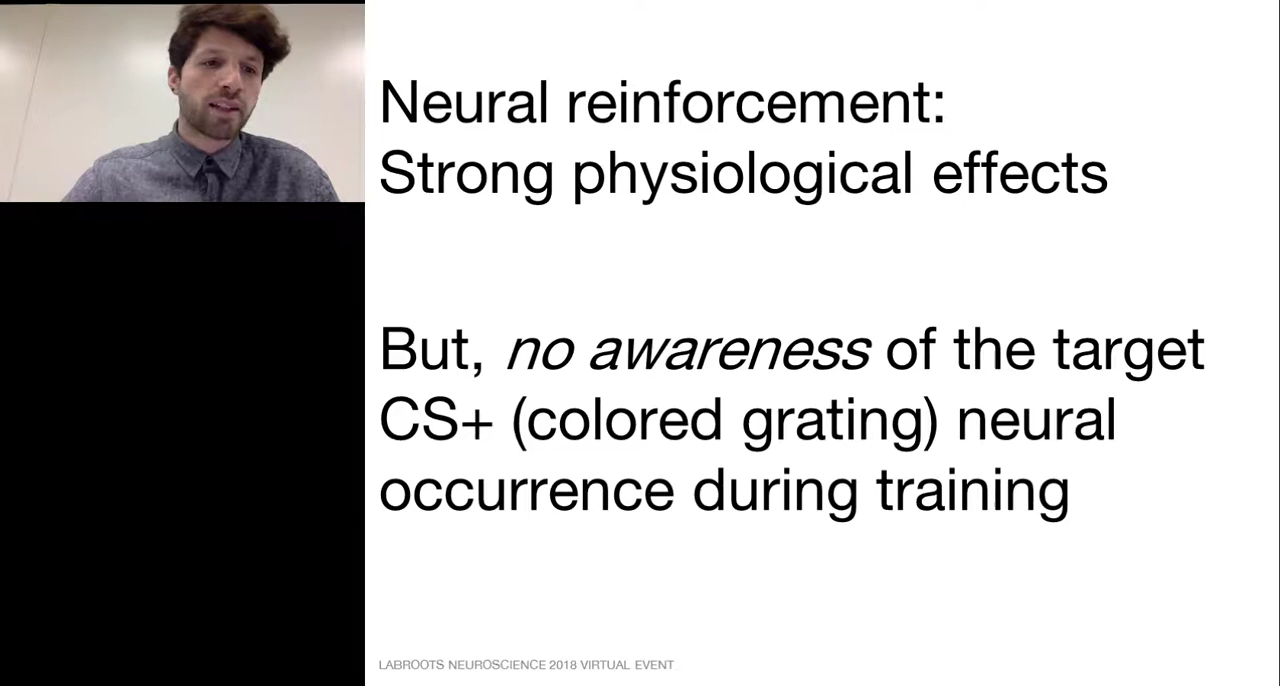 Neural reinforcement:
Strong physiological effects
But, no awareness of the target
CS+ (colored grating) neural
occurrence during training
LABROOTS NEUROSCIENCE 2018 VIRTUAL EVENT